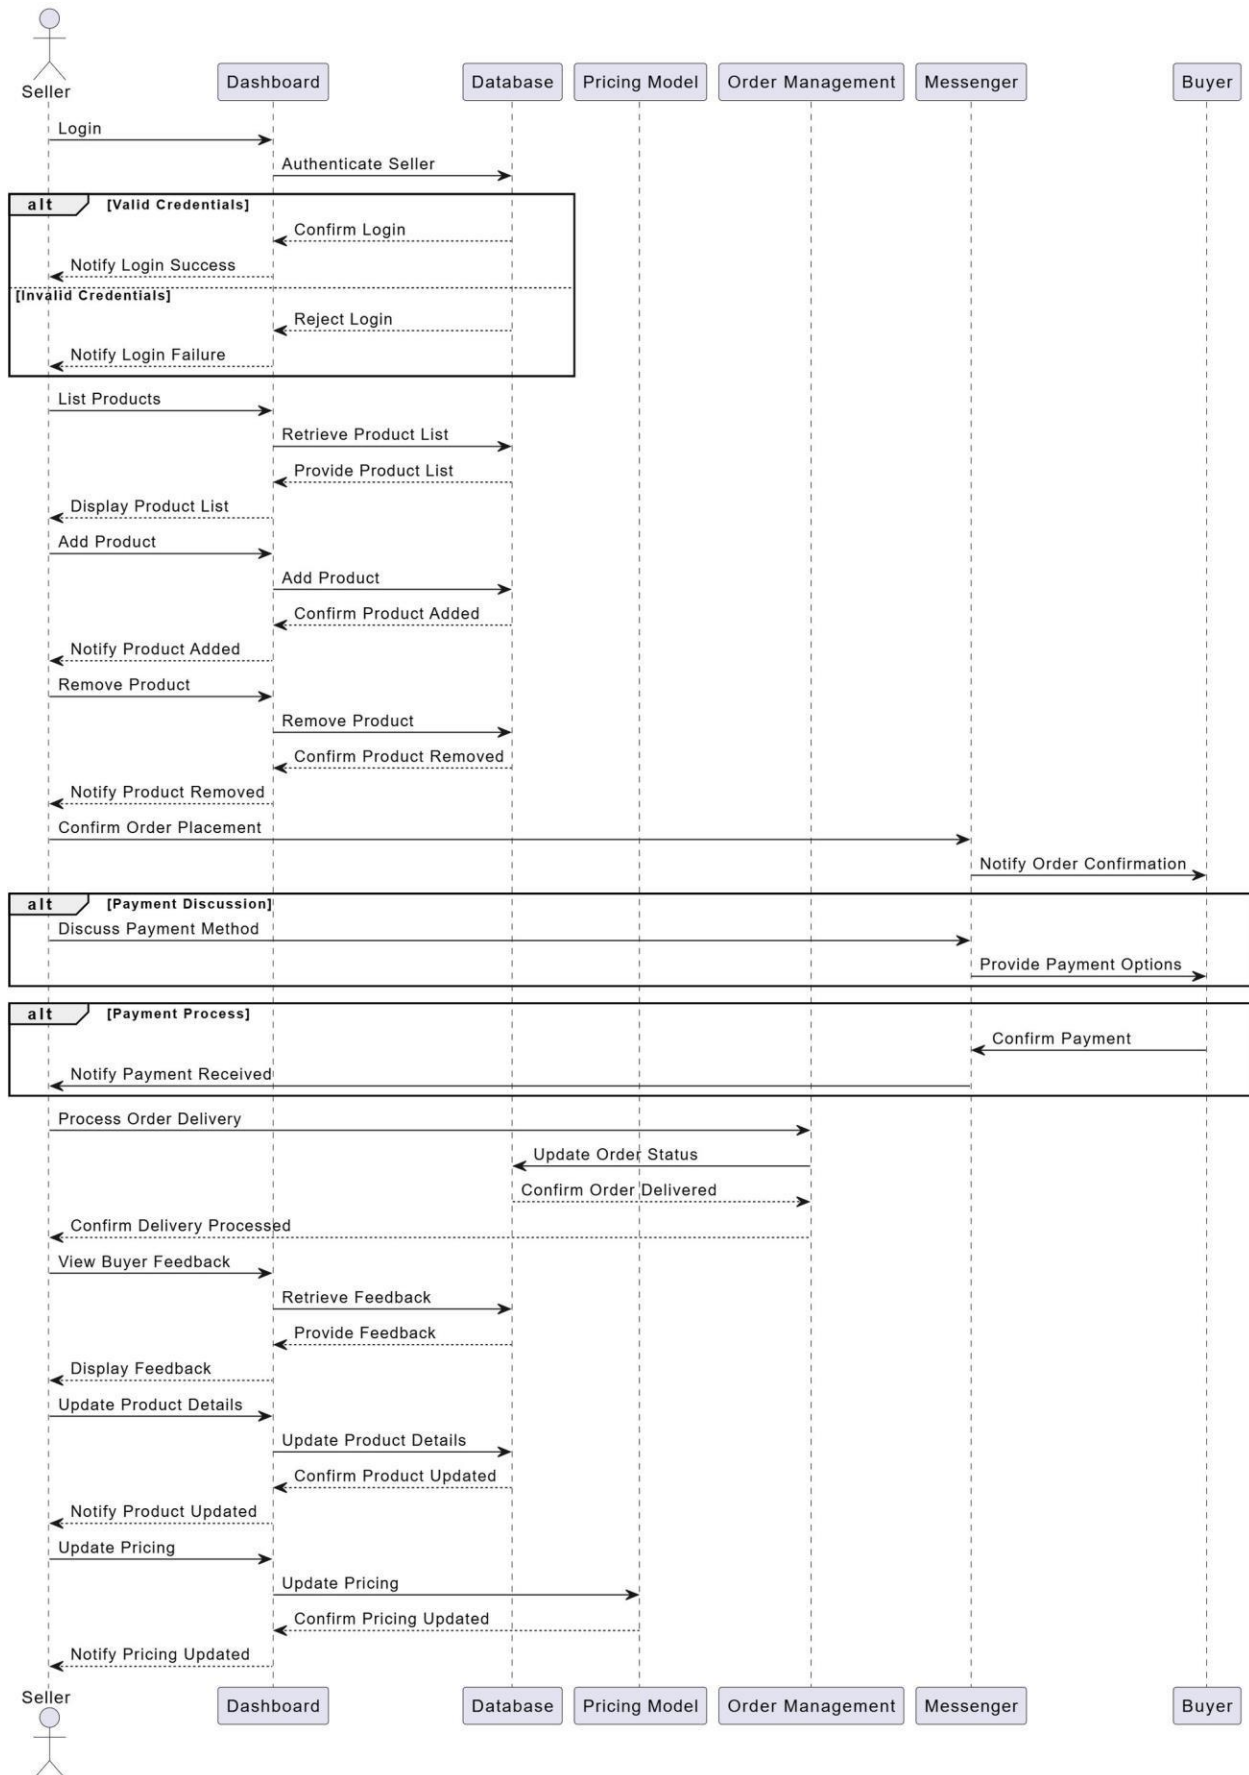 Seller
Dashboard
Database
Pricing Model
Order Management
Messenger
Buyer
Login
Authenticate Seller
alt [Valid Credentials]
Confirm Login
Notify Login Success
[Invalid Credentials]
Reject Login
Notify Login Failure
List Products
Retrieve Product List
Provide Product List
Display Product List
Add Product
Add Product
Confirm Product Added
Notify Product Added
Remove Product
Remove Product
Confirm Product Removed
Notify Product Removed
Confirm Order Placement
Notify Order Confirmation
alt [Payment Discussion]
Discuss Payment Method
Provide Payment Options
alt [Payment Process]
Confirm Payment
Notify Payment Received
Process Order Delivery
Update Order Status
Confirm Order Delivered
Confirm Delivery Processed
View Buyer Feedback
Retrieve Feedback
Provide Feedback
Display Feedback
Update Product Details
Update Product Details
Confirm Product Updated
Notify Product Updated
Update Pricing
Update Pricing
Confirm Pricing Updated
Notify Pricing Updated
Seller
Dashboard
Database
Pricing Model
Order Management
Messenger
Buyer